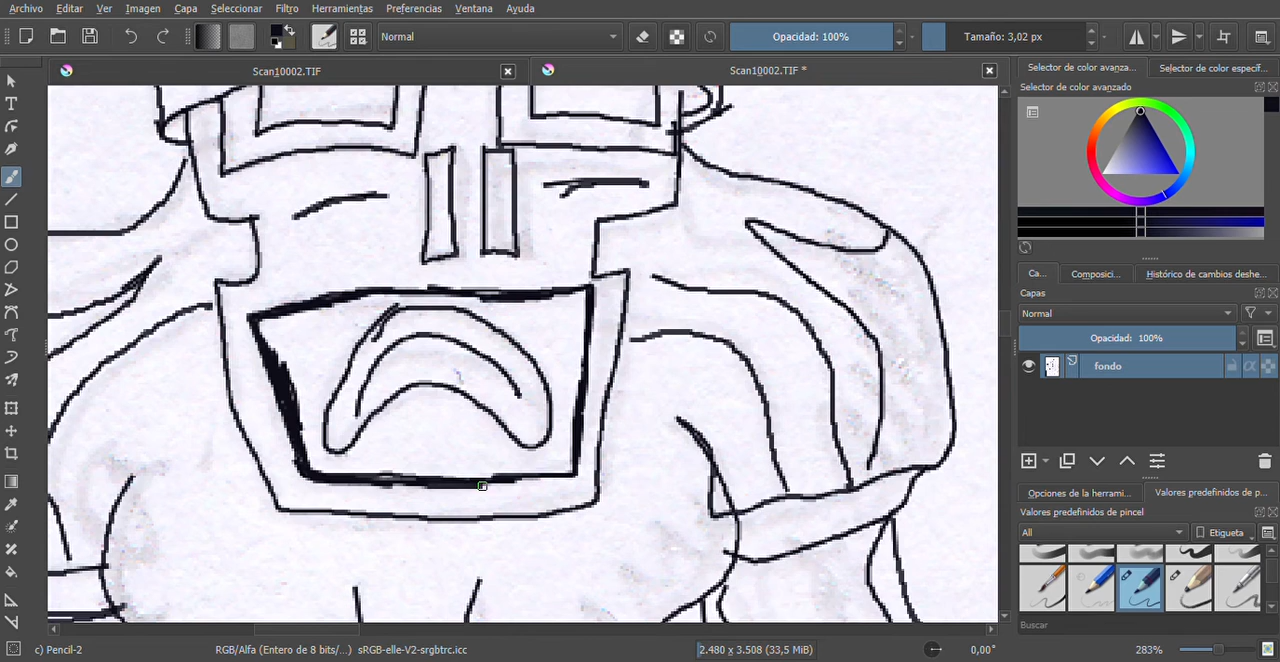 Archivo Editar Ver Imagen Capa Seleccionar Filtro Herramientas Preferencias Ventana Ayuda
Normal Opacidad: 100% Tamaño: 3,02 px
Scan10002.TIF Scan10002.TIF *
Selector de color avanza... Selector de color específ...
Selector de color avanzado
Ca... Composici... Histórico de cambios deshe...
Capas
Normal
Opacidad: 100%
fondo
Opciones de la herrami... Valores predefinidos de p...
Valores predefinidos de pincel
All Etiqueta
Buscar
c) Pencil-2 RGB/Alfa (Entero de 8 bits/...) sRGB-elle-V2-srgbtrc.icc 2.480 x 3.508 (33,5 MiB) 0,00° 283%